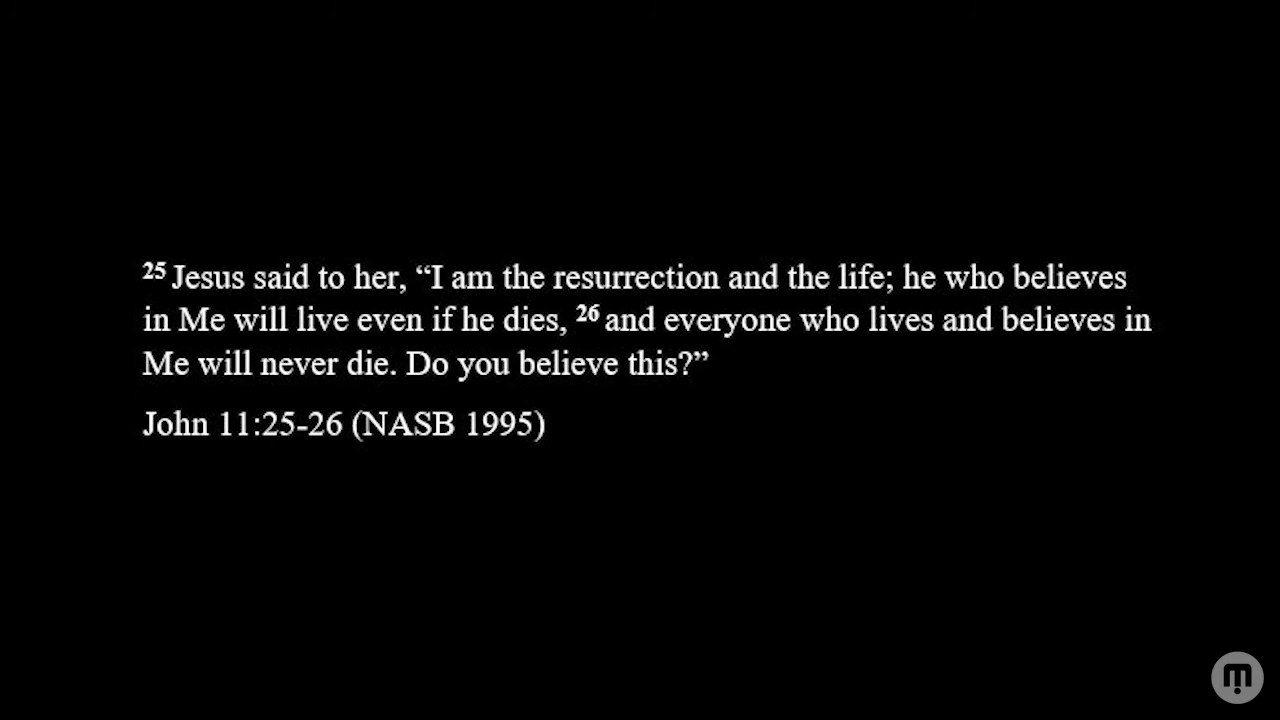 25 Jesus said to her, “I am the resurrection and the life; he who believes
in Me will live even if he dies, 26 and everyone who lives and believes in
Me will never die. Do you believe this?”
John 11:25-26 (NASB 1995)
m